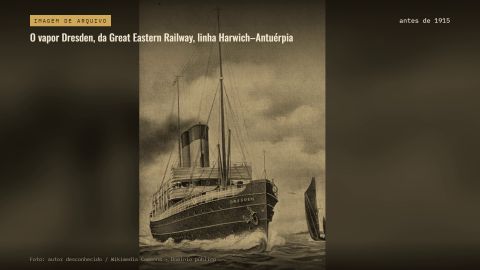 IMAGEM DE ARQUIVO
antes de 1915
O vapor Dresden, da Great Eastern Railway, linha Harwich–Antuérpia
DRESDEN
Foto: autor desconhecido / Wikimedia Commons · Domínio público